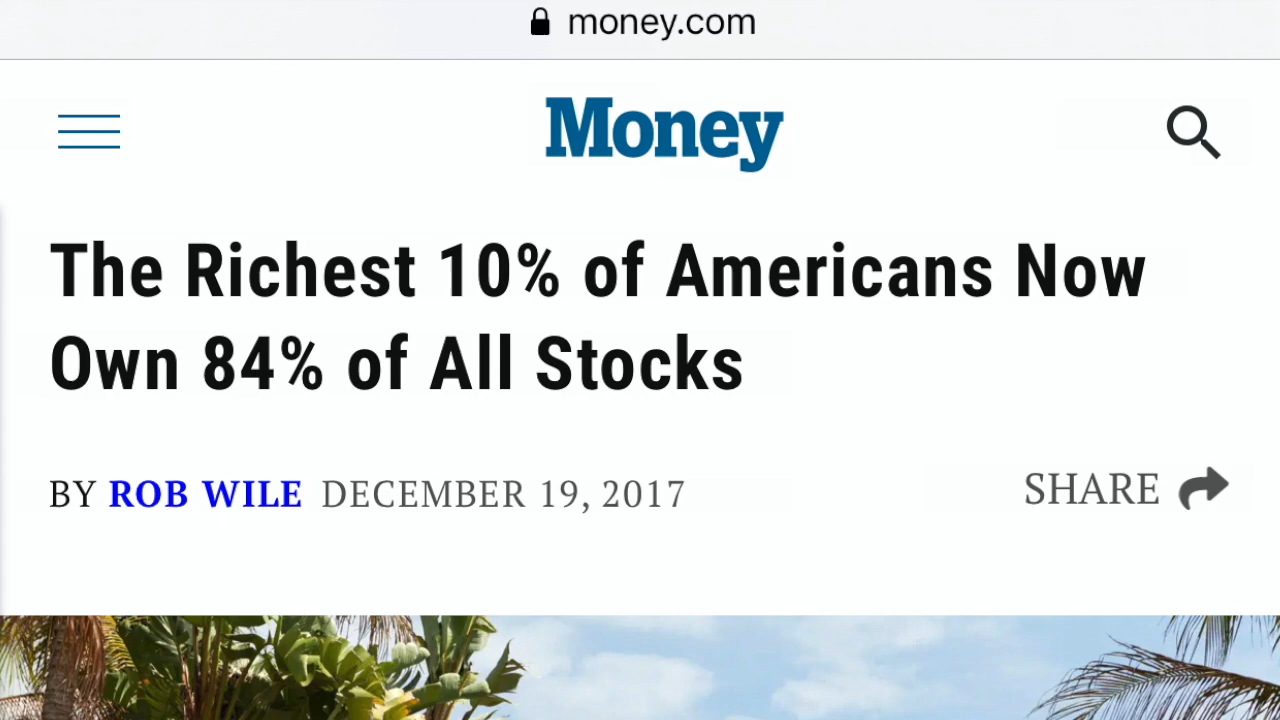 money.com
Money
The Richest 10% of Americans Now
Own 84% of All Stocks
BY ROB WILE DECEMBER 19, 2017
SHARE